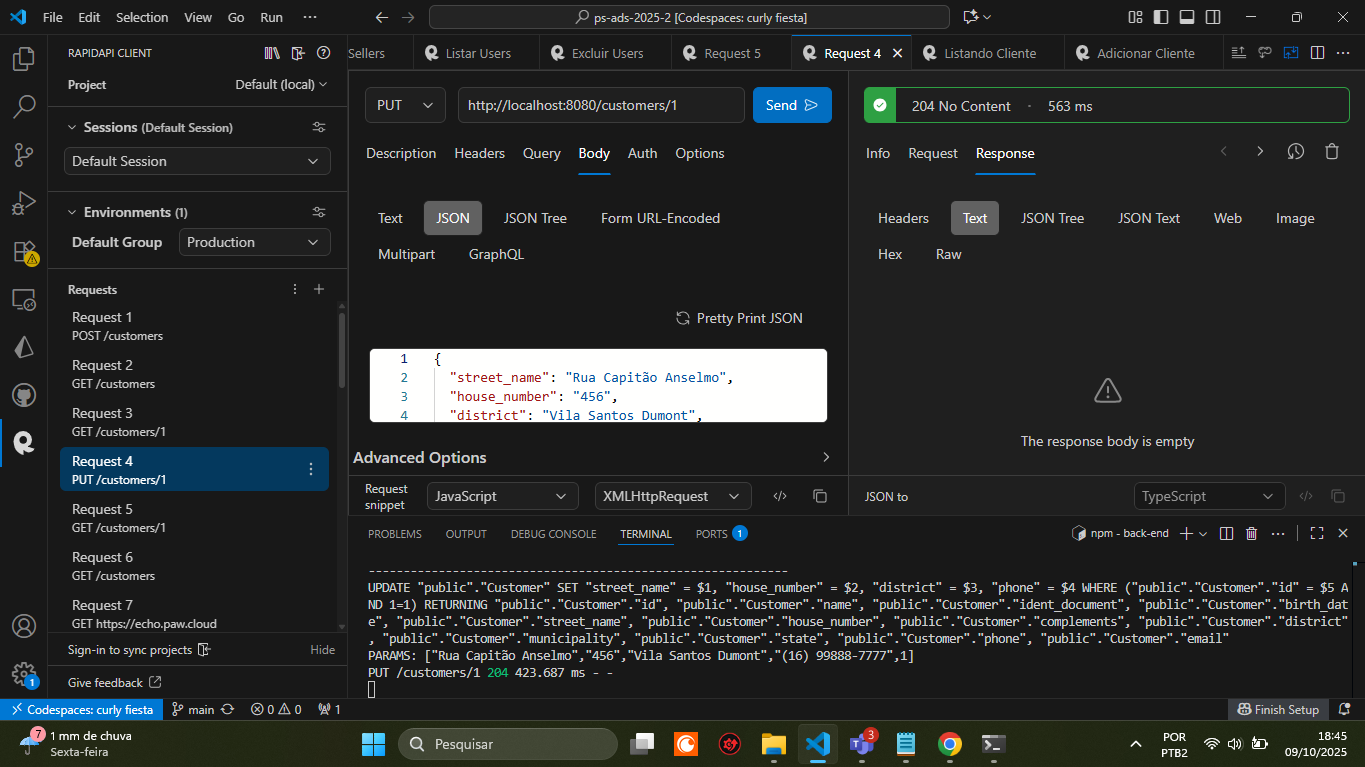 File Edit Selection View Go Run ···
ps-ads-2025-2 [Codespaces: curly fiesta]
RAPIDAPI CLIENT
Project Default (local)
Sessions (Default Session)
Default Session
Environments (1)
Default Group Production
Requests
Request 1
POST /customers
Request 2
GET /customers
Request 3
GET /customers/1
Request 4
PUT /customers/1
Request 5
GET /customers/1
Request 6
GET /customers
Request 7
GET https://echo.paw.cloud
Sign-in to sync projects Hide
Give feedback
Sellers Listar Users Excluir Users Request 5 Request 4 Listando Cliente Adicionar Cliente
PUT http://localhost:8080/customers/1 Send
Description Headers Query Body Auth Options
Text JSON JSON Tree Form URL-Encoded
Multipart GraphQL
Pretty Print JSON
1 {
2 "street_name": "Rua Capitão Anselmo",
3 "house_number": "456",
4 "district": "Vila Santos Dumont",
Advanced Options
Request snippet JavaScript XMLHttpRequest
204 No Content · 563 ms
Info Request Response
Headers Text JSON Tree JSON Text Web Image
Hex Raw
The response body is empty
JSON to TypeScript
PROBLEMS OUTPUT DEBUG CONSOLE TERMINAL PORTS 1
npm - back-end
------------------------------------------------------------
UPDATE "public"."Customer" SET "street_name" = $1, "house_number" = $2, "district" = $3, "phone" = $4 WHERE ("public"."Customer"."id" = $5 A
ND 1=1) RETURNING "public"."Customer"."id", "public"."Customer"."name", "public"."Customer"."ident_document", "public"."Customer"."birth_dat
e", "public"."Customer"."street_name", "public"."Customer"."house_number", "public"."Customer"."complements", "public"."Customer"."district"
, "public"."Customer"."municipality", "public"."Customer"."state", "public"."Customer"."phone", "public"."Customer"."email"
PARAMS: ["Rua Capitão Anselmo","456","Vila Santos Dumont","(16) 99888-7777",1]
PUT /customers/1 204 423.687 ms - -
1
Codespaces: curly fiesta main 0 0 1 Finish Setup
7
1 mm de chuva
Sexta-feira
Pesquisar
3
POR
PTB2
18:45
09/10/2025